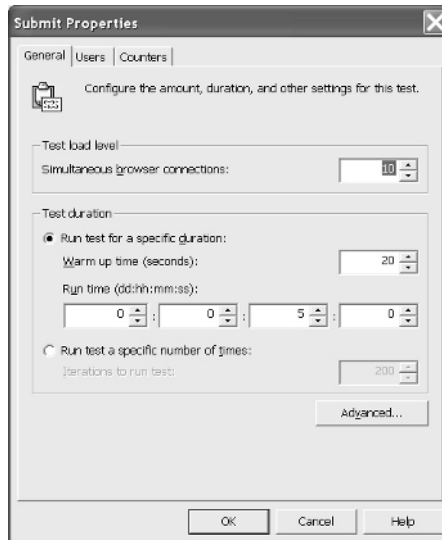 Submit Properties
General Users Counters
Configure the amount, duration, and other settings for this test.
Test load level
Simultaneous browser connections: 10
Test duration
Run test for a specific duration:
Warm up time (seconds): 20
Run time (dd:hh:mm:ss):
0 : 0 : 5 : 0
Run test a specific number of times:
Iterations to run test: 200
Advanced...
OK Cancel Help